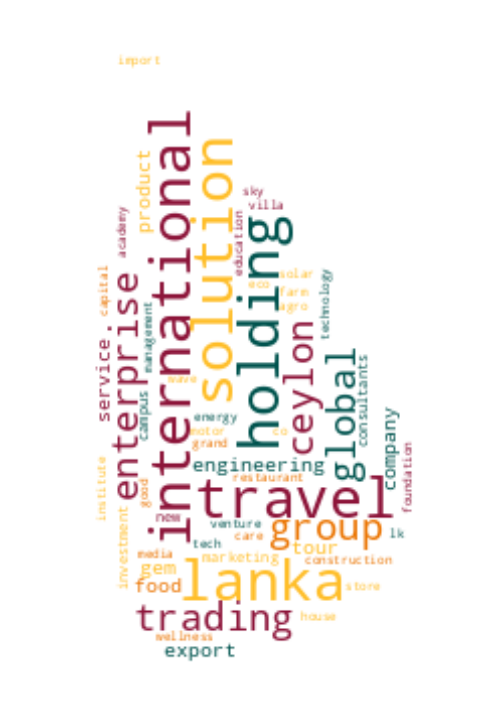 import
international
solution
product
sky
villa
academy
education
holding
capital
eco
solar
farm
agro
technology
enterprise
management
service.
ceylon
global
wave
campus
consultants
energy
motor
co
grand
company
engineering
restaurant
foundation
institute
good
travel
new
venture
group
lk
investment
tech
care
tour
media
marketing
construction
gem
food
lanka
store
trading
house
wellness
export